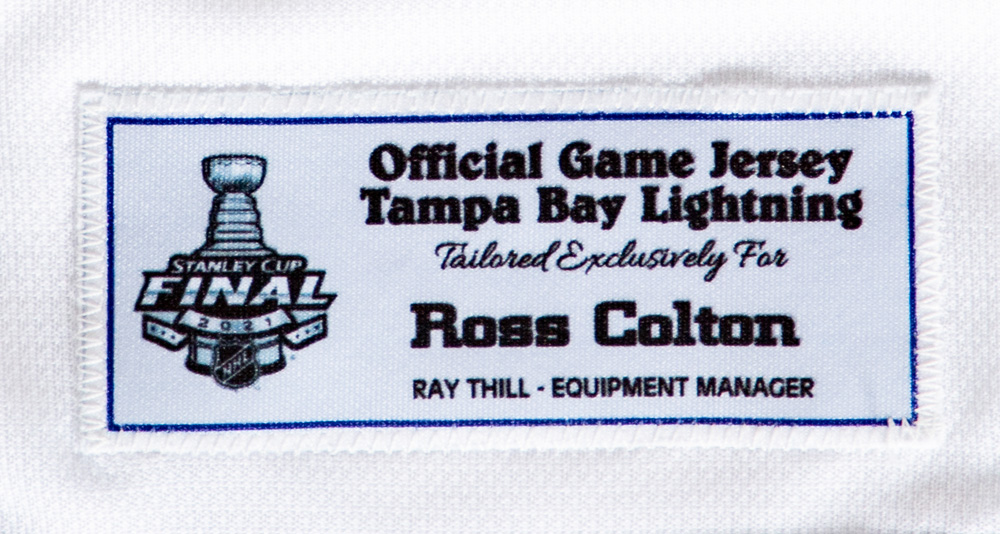 STANLEY CUP
FINAL
2021
NHL
Official Game Jersey
Tampa Bay Lightning
Tailored Exclusively For
Ross Colton
RAY THILL - EQUIPMENT MANAGER